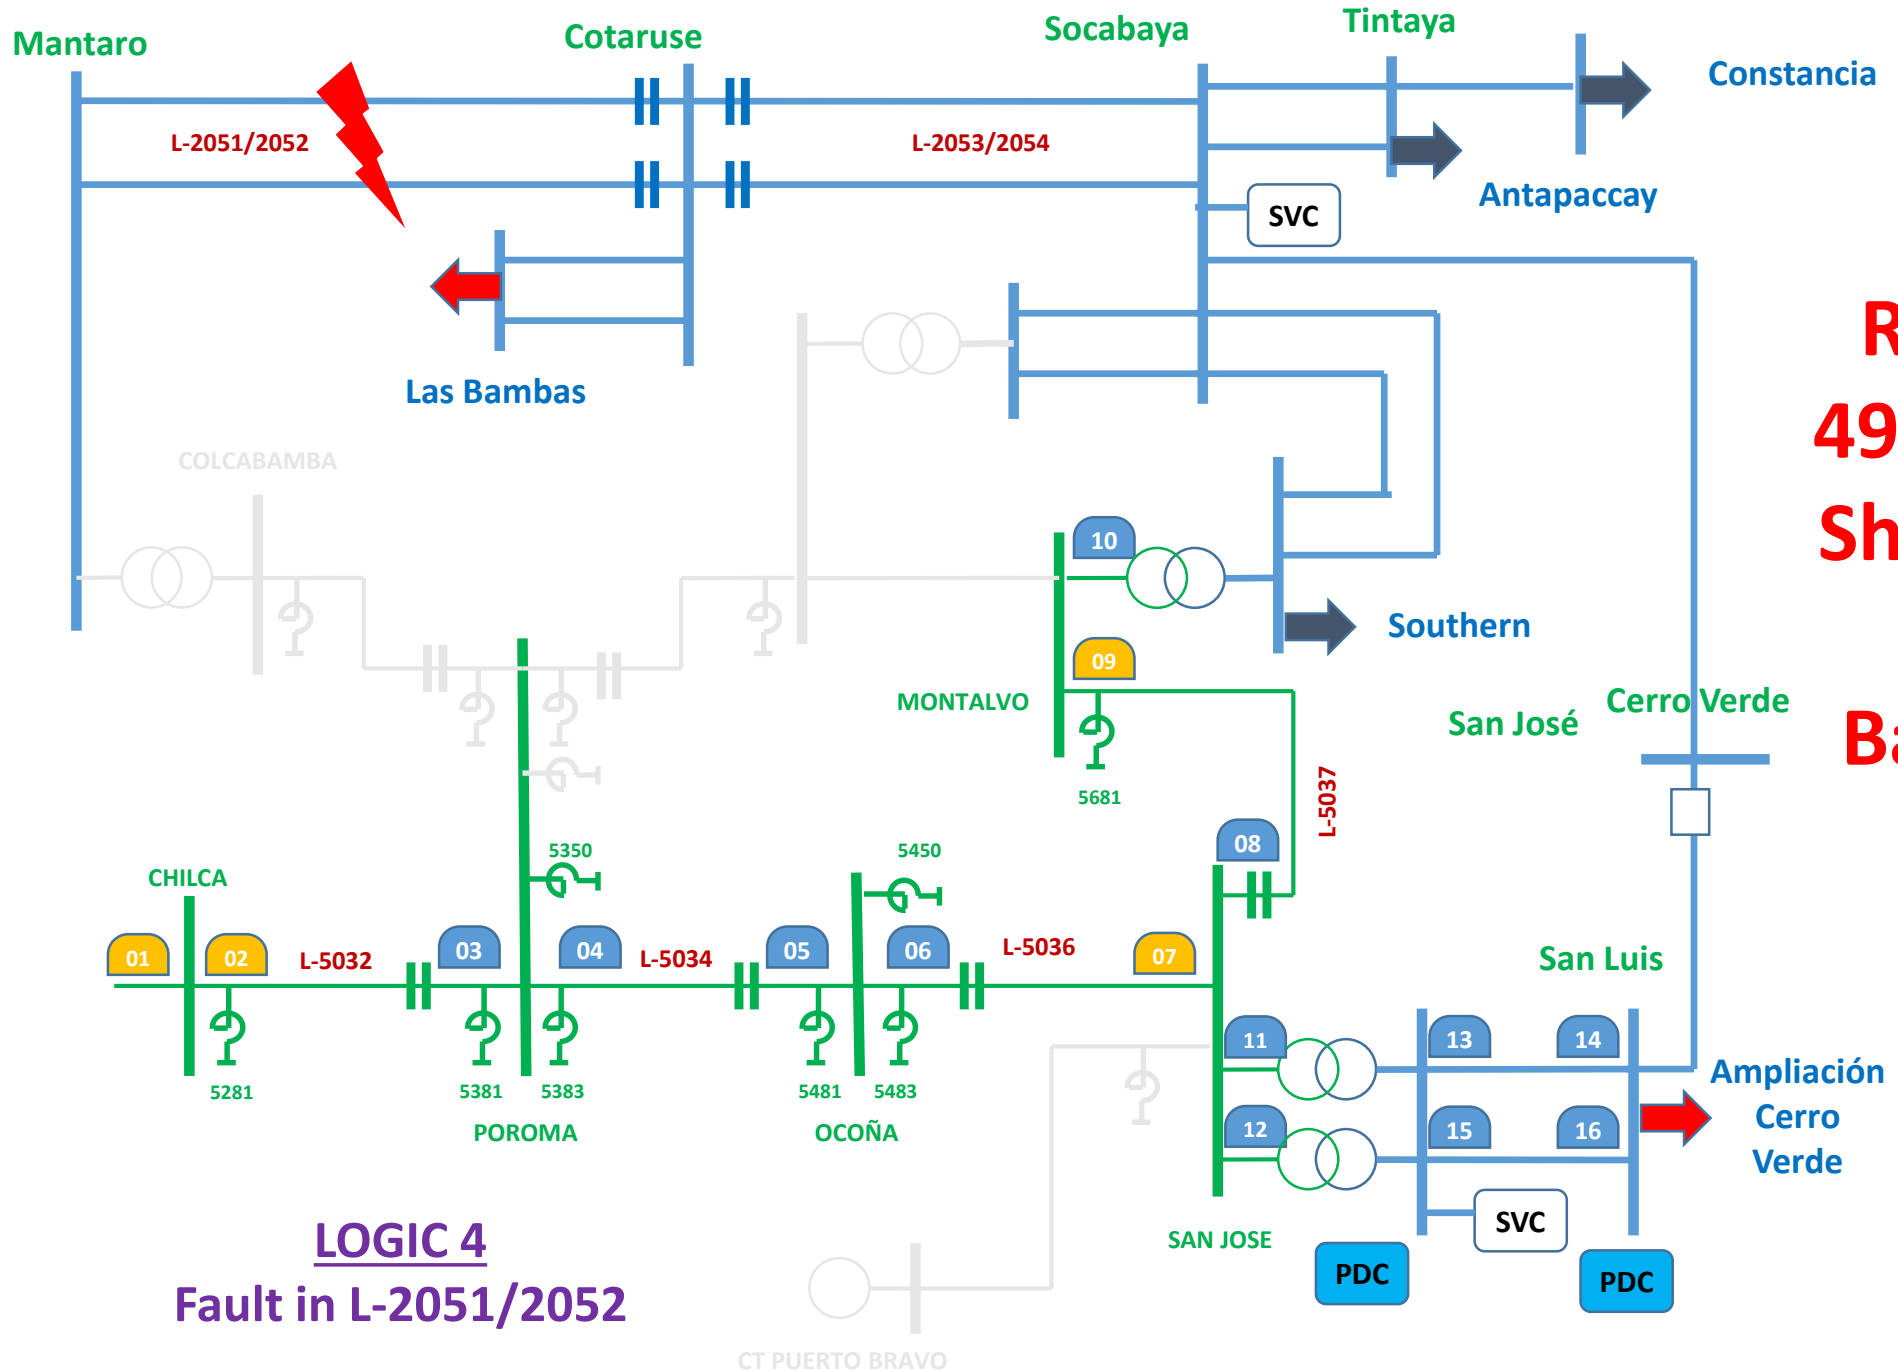 Mantaro
Cotaruse
Socabaya
Tintaya
Constancia
L-2051/2052
L-2053/2054
Antapaccay
SVC
Las Bambas
R
49
Sh
Ba
COLCABAMBA
10
Southern
09
MONTALVO
San José
Cerro Verde
5681
L-5037
08
5350
5450
CHILCA
01
02
L-5032
03
04
L-5034
05
06
L-5036
07
San Luis
5281
5381
5383
5481
5483
POROMA
OCOÑA
11
12
13
14
15
16
Ampliación
Cerro
Verde
SVC
SAN JOSE
PDC
PDC
LOGIC 4
Fault in L-2051/2052
CT PUERTO BRAVO